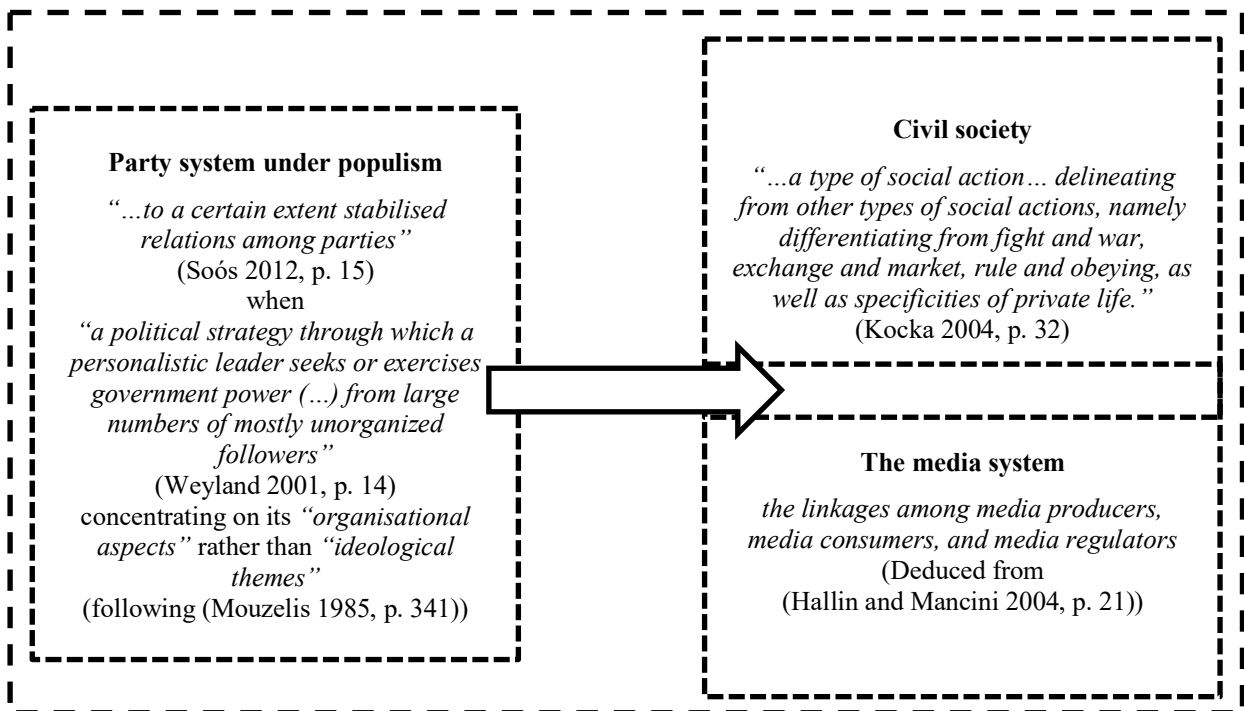 Party system under populism
“…to a certain extent stabilised
relations among parties”
(Soós 2012, p. 15)
when
“a political strategy through which a
personalistic leader seeks or exercises
government power (…) from large
numbers of mostly unorganized
followers”
(Weyland 2001, p. 14)
concentrating on its “organisational
aspects” rather than “ideological
themes”
(following (Mouzelis 1985, p. 341))
Civil society
“…a type of social action… delineating
from other types of social actions, namely
differentiating from fight and war,
exchange and market, rule and obeying, as
well as specificities of private life.”
(Kocka 2004, p. 32)
The media system
the linkages among media producers,
media consumers, and media regulators
(Deduced from
(Hallin and Mancini 2004, p. 21))